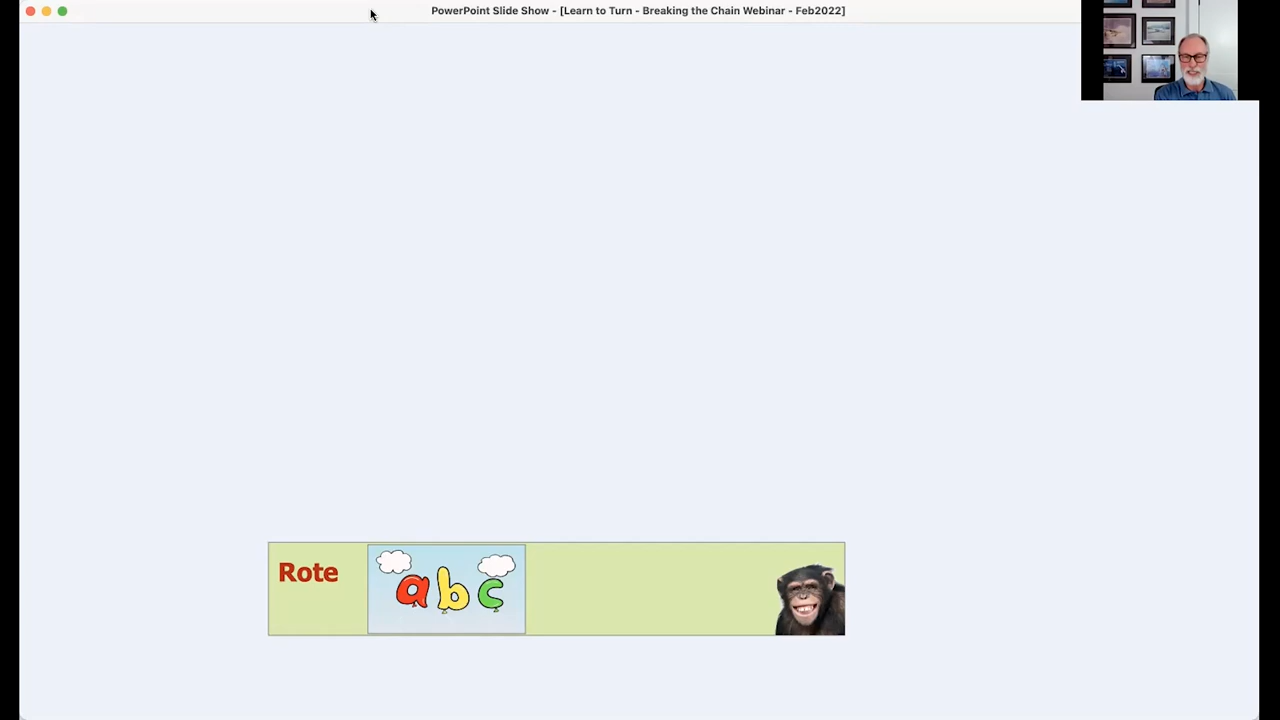 PowerPoint Slide Show - [Learn to Turn - Breaking the Chain Webinar - Feb2022]
Rote
abc